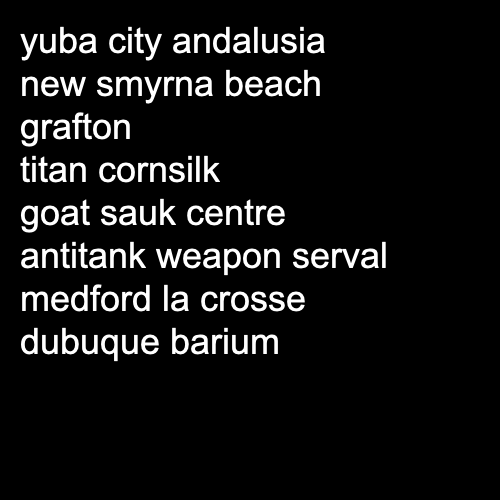 yuba city andalusia
new smyrna beach
grafton
titan cornsilk
goat sauk centre
antitank weapon serval
medford la crosse
dubuque barium